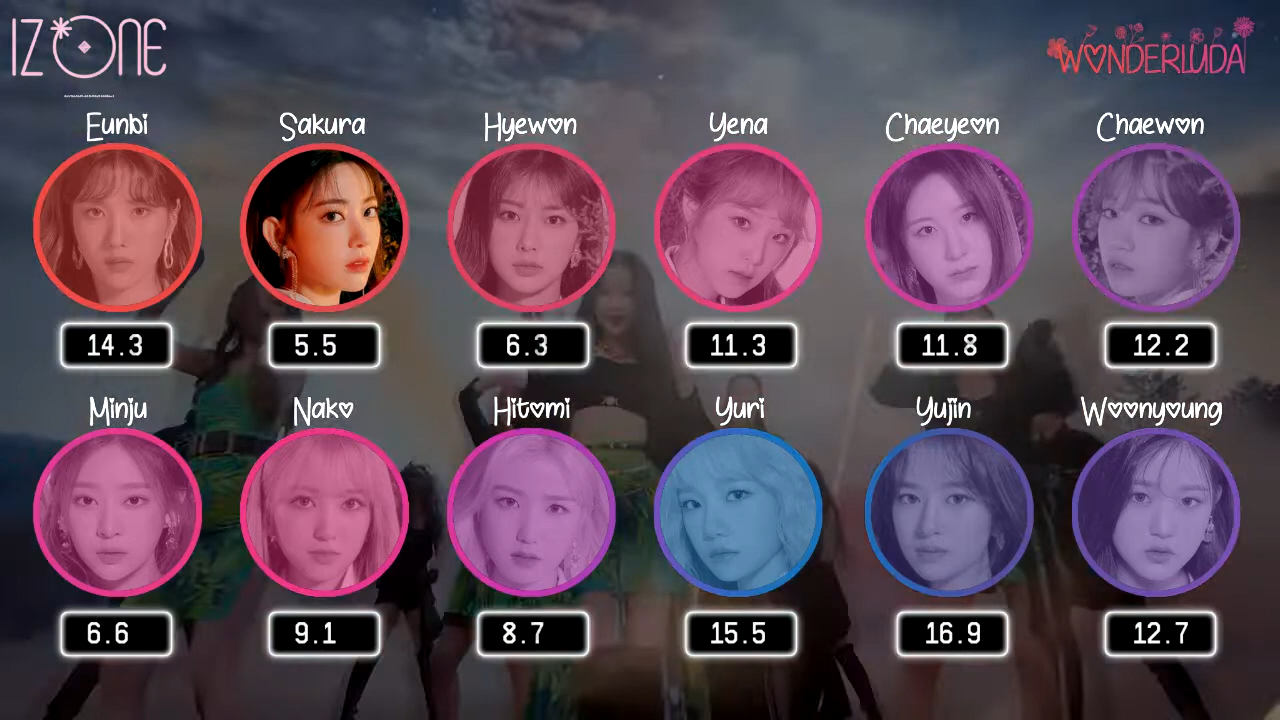 IZ*ONE
WONDERLUDA
Eunbi
Sakura
Hyewon
Yena
Chaeyeon
Chaewon
14.3
5.5
6.3
11.3
11.8
12.2
Minju
Nako
Hitomi
Yuri
Yujin
Woonyoung
6.6
9.1
8.7
15.5
16.9
12.7